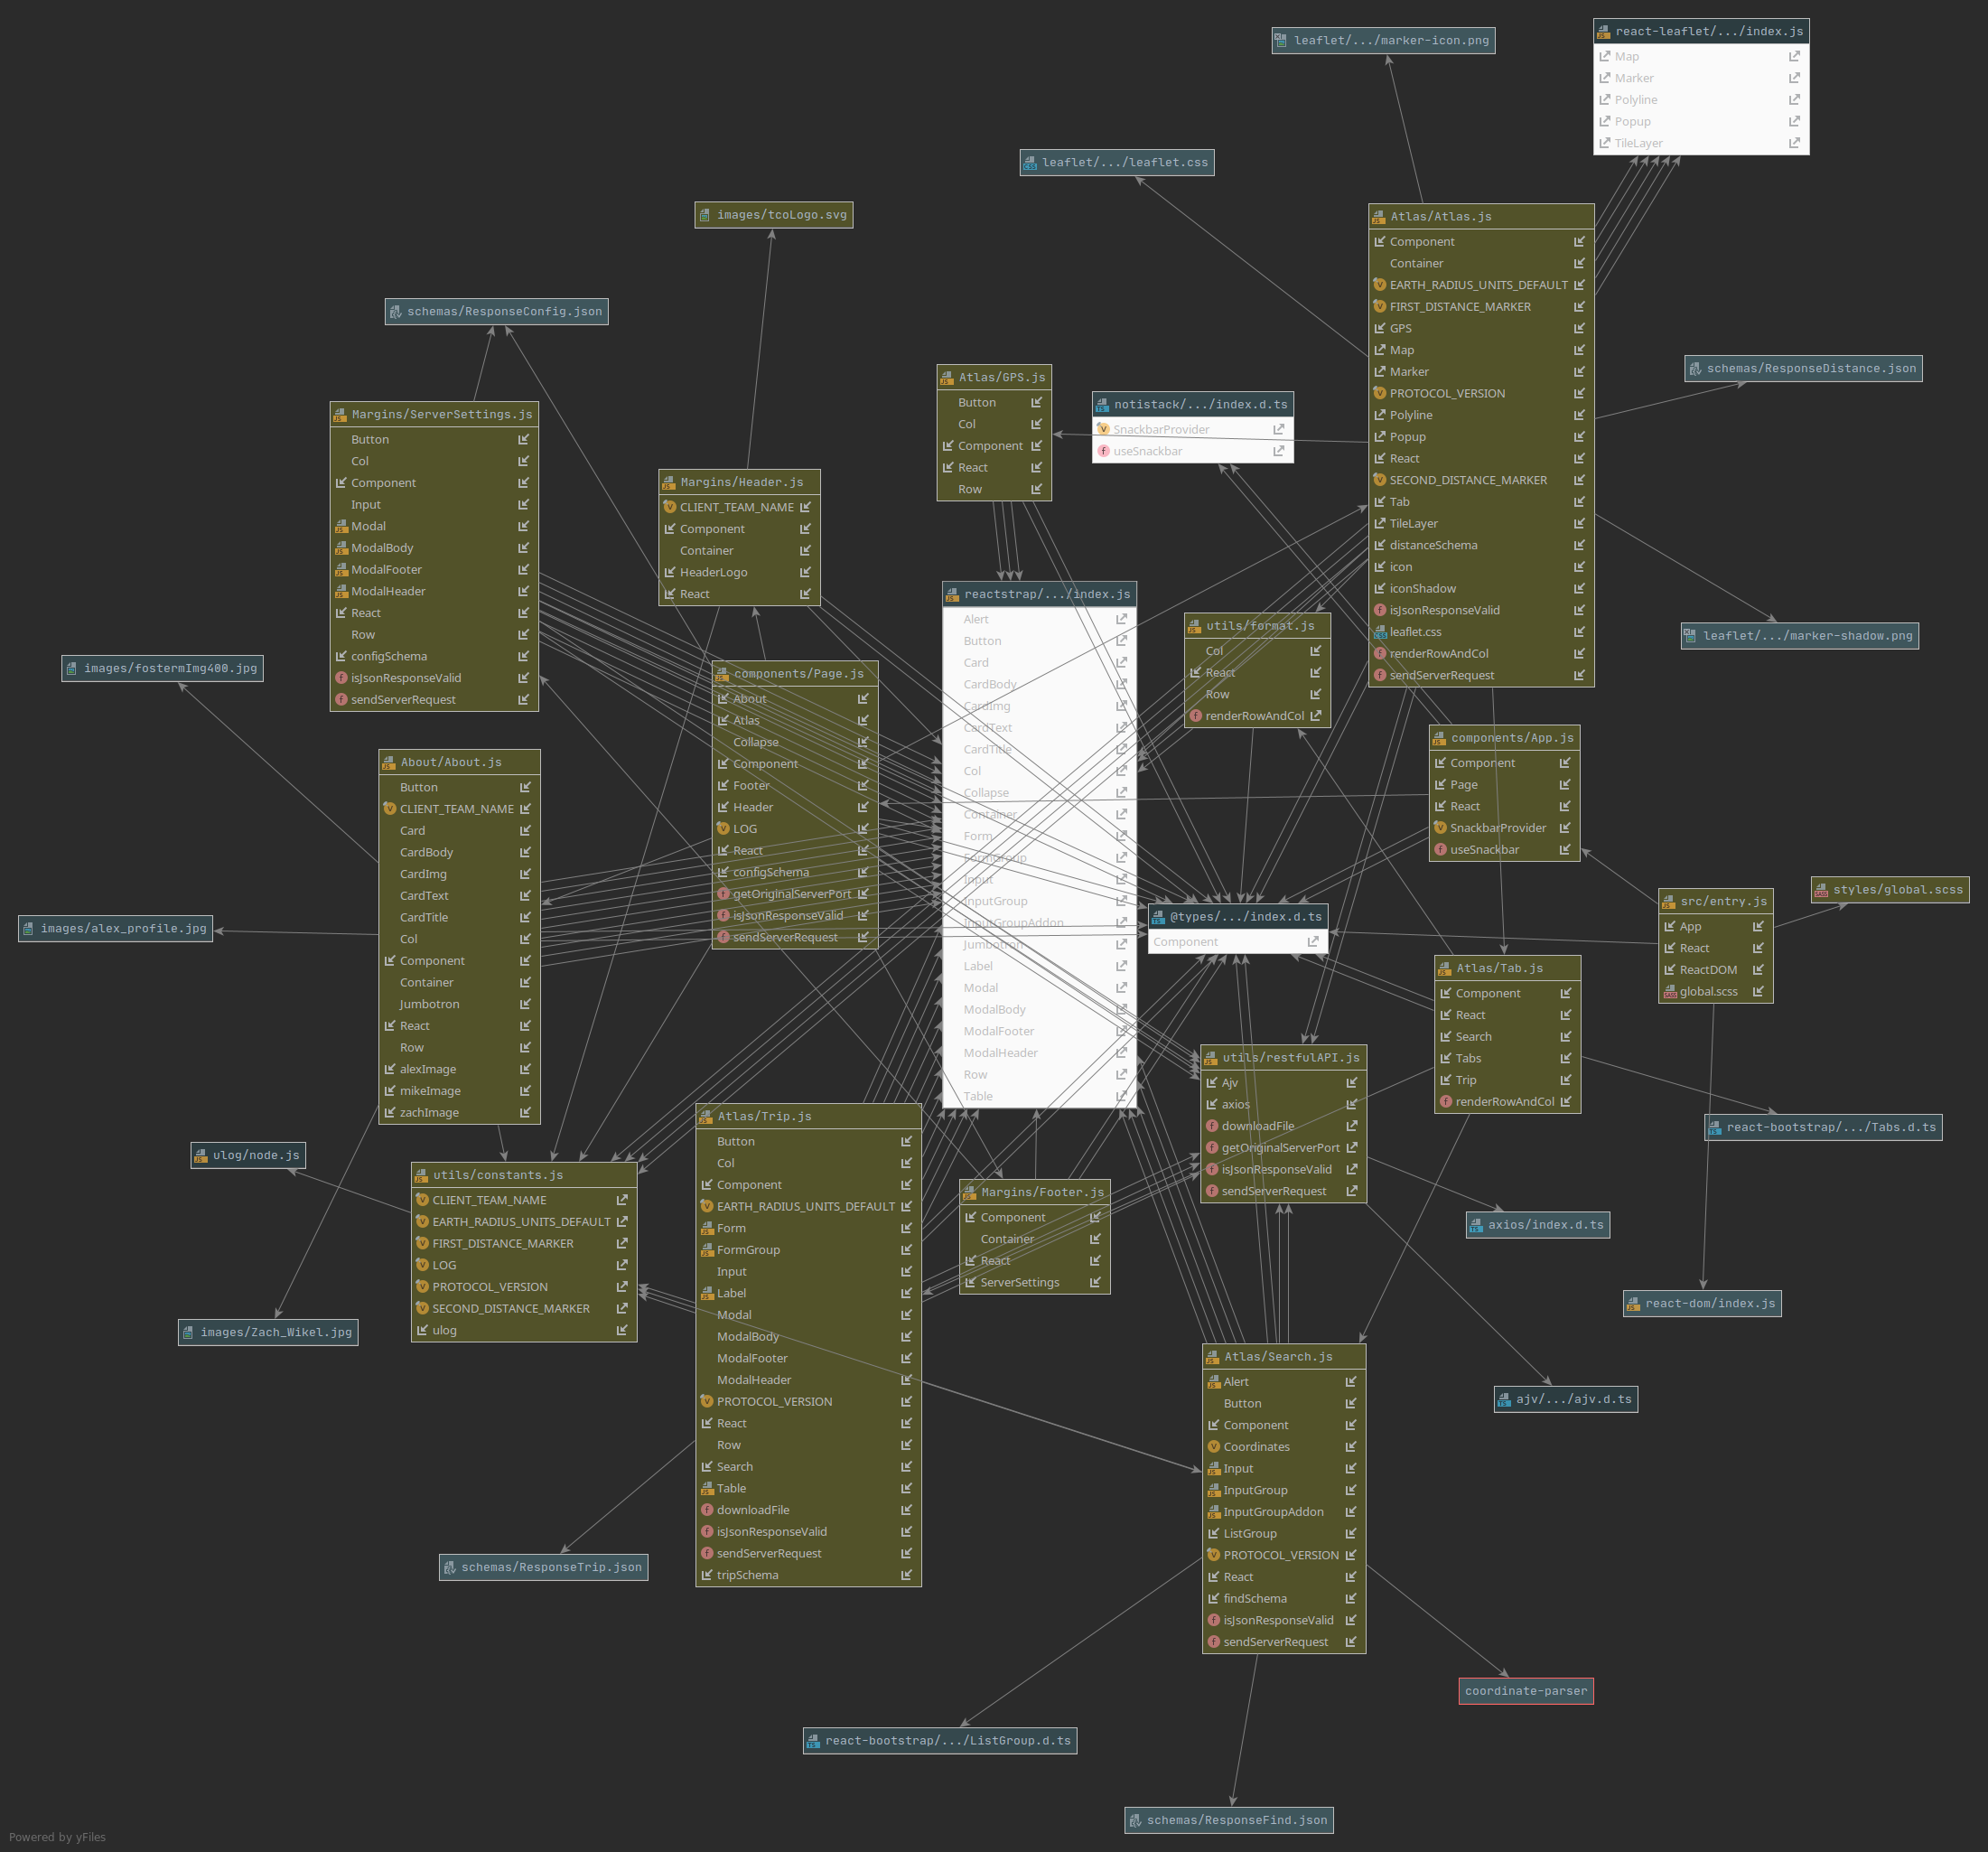 leaflet/.../marker-icon.png
react-leaflet/.../index.js
Map
Marker
Polyline
Popup
TileLayer
leaflet/.../leaflet.css
images/tcoLogo.svg
Atlas/Atlas.js
Component
Container
EARTH_RADIUS_UNITS_DEFAULT
FIRST_DISTANCE_MARKER
GPS
Map
Marker
PROTOCOL_VERSION
Polyline
Popup
React
SECOND_DISTANCE_MARKER
Tab
TileLayer
distanceSchema
icon
iconShadow
isJsonResponseValid
leaflet.css
renderRowAndCol
sendServerRequest
schemas/ResponseConfig.json
schemas/ResponseDistance.json
Atlas/GPS.js
Button
Col
Component
React
Row
notistack/.../index.d.ts
SnackbarProvider
useSnackbar
Margins/ServerSettings.js
Button
Col
Component
Input
Modal
ModalBody
ModalFooter
ModalHeader
React
Row
configSchema
isJsonResponseValid
sendServerRequest
Margins/Header.js
CLIENT_TEAM_NAME
Component
Container
HeaderLogo
React
reactstrap/.../index.js
Alert
Button
Card
CardBody
CardImg
CardText
CardTitle
Col
Collapse
Container
Form
FormGroup
Input
InputGroup
InputGroupAddon
Jumbotron
Label
Modal
ModalBody
ModalFooter
ModalHeader
Row
Table
utils/format.js
Col
React
Row
renderRowAndCol
leaflet/.../marker-shadow.png
images/fostermImg400.jpg
components/Page.js
About
Atlas
Collapse
Component
Footer
Header
LOG
React
configSchema
getOriginalServerPort
isJsonResponseValid
sendServerRequest
components/App.js
Component
Page
React
SnackbarProvider
useSnackbar
About/About.js
Button
CLIENT_TEAM_NAME
Card
CardBody
CardImg
CardText
CardTitle
Col
Component
Container
Jumbotron
React
Row
alexImage
mikeImage
zachImage
styles/global.scss
src/entry.js
App
React
ReactDOM
global.scss
@types/.../index.d.ts
Component
images/alex_profile.jpg
Atlas/Tab.js
Component
React
Search
Tabs
Trip
renderRowAndCol
utils/restfulAPI.js
Ajv
axios
downloadFile
getOriginalServerPort
isJsonResponseValid
sendServerRequest
react-bootstrap/.../Tabs.d.ts
ulog/node.js
Atlas/Trip.js
Button
Col
Component
EARTH_RADIUS_UNITS_DEFAULT
Form
FormGroup
Input
Label
Modal
ModalBody
ModalFooter
ModalHeader
PROTOCOL_VERSION
React
Row
Search
Table
downloadFile
isJsonResponseValid
sendServerRequest
tripSchema
utils/constants.js
CLIENT_TEAM_NAME
EARTH_RADIUS_UNITS_DEFAULT
FIRST_DISTANCE_MARKER
LOG
PROTOCOL_VERSION
SECOND_DISTANCE_MARKER
ulog
Margins/Footer.js
Component
Container
React
ServerSettings
axios/index.d.ts
react-dom/index.js
images/Zach_Wikel.jpg
Atlas/Search.js
Alert
Button
Component
Coordinates
Input
InputGroup
InputGroupAddon
ListGroup
PROTOCOL_VERSION
React
findSchema
isJsonResponseValid
sendServerRequest
ajv/.../ajv.d.ts
schemas/ResponseTrip.json
coordinate-parser
react-bootstrap/.../ListGroup.d.ts
schemas/ResponseFind.json
Powered by yFiles